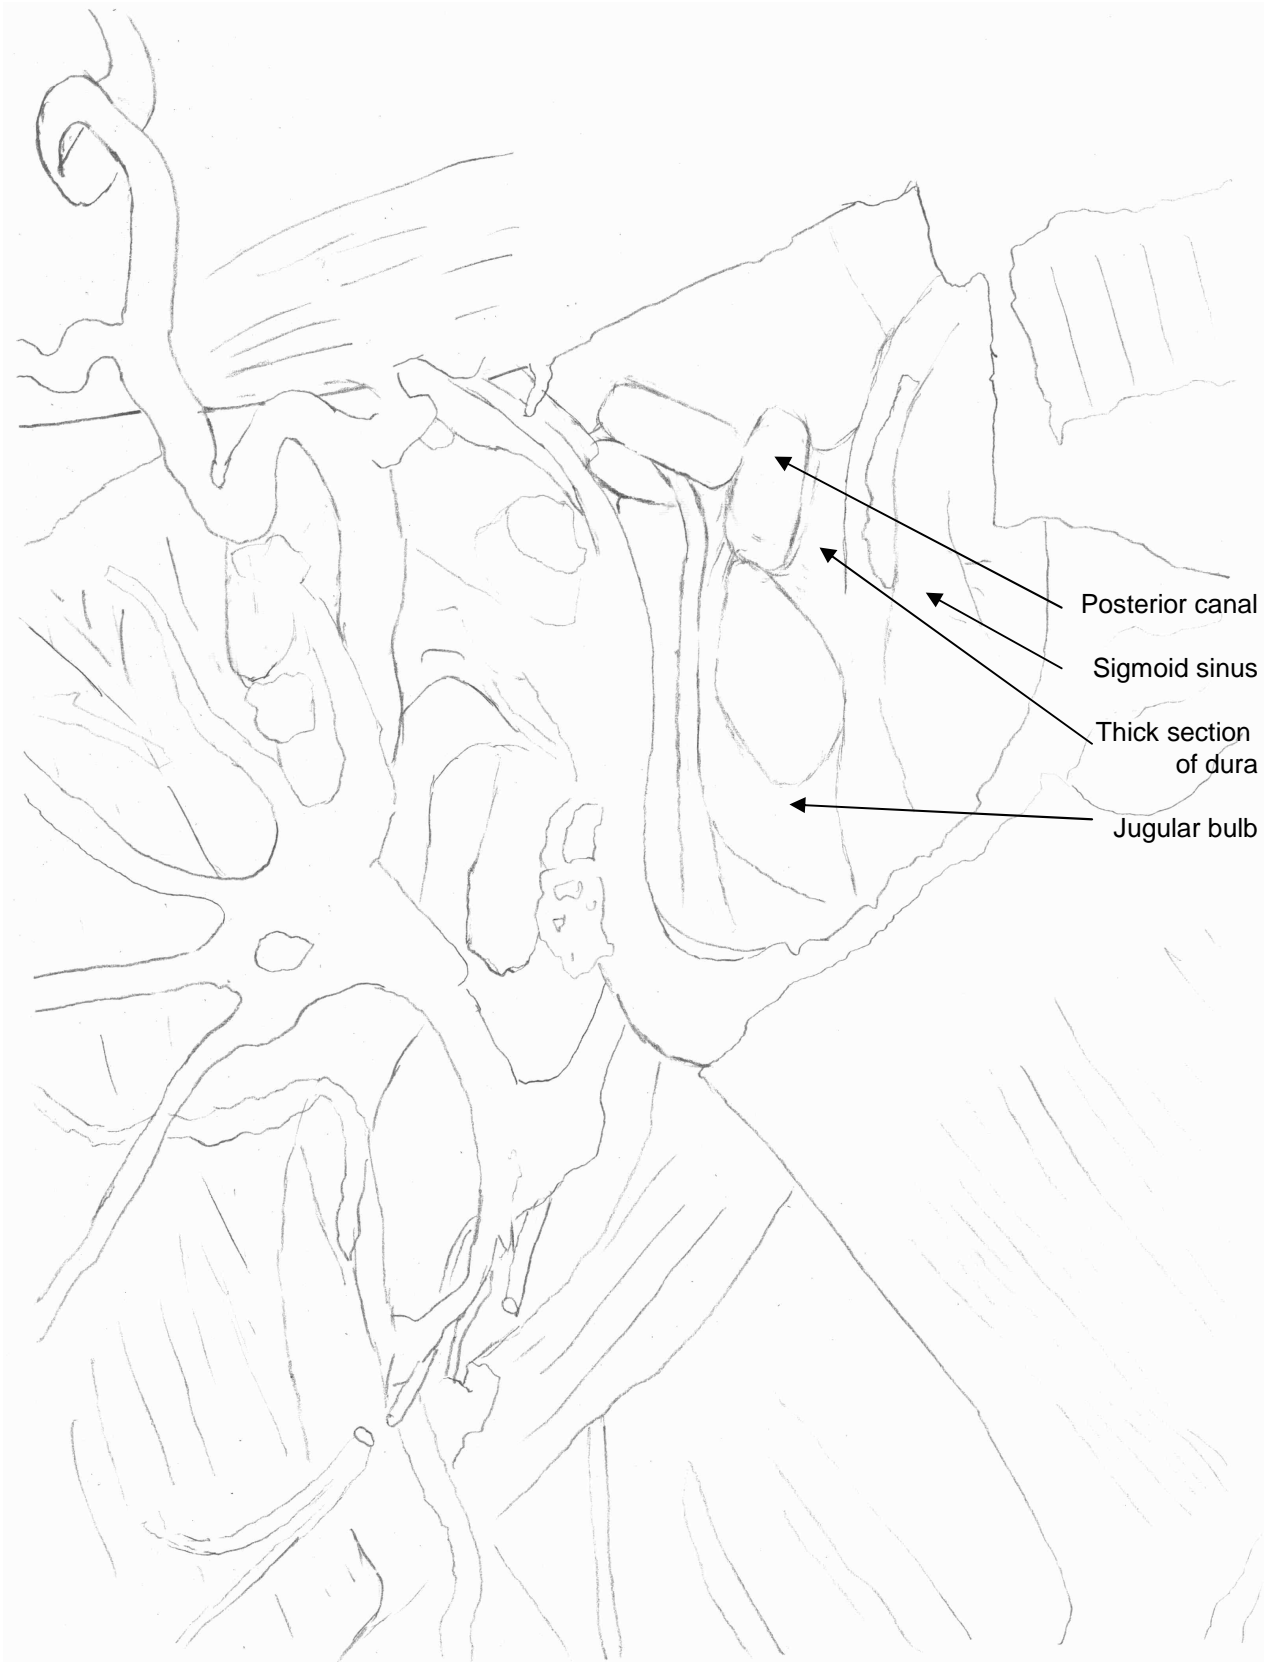 Posterior canal
Sigmoid sinus
Thick section
of dura
Jugular bulb